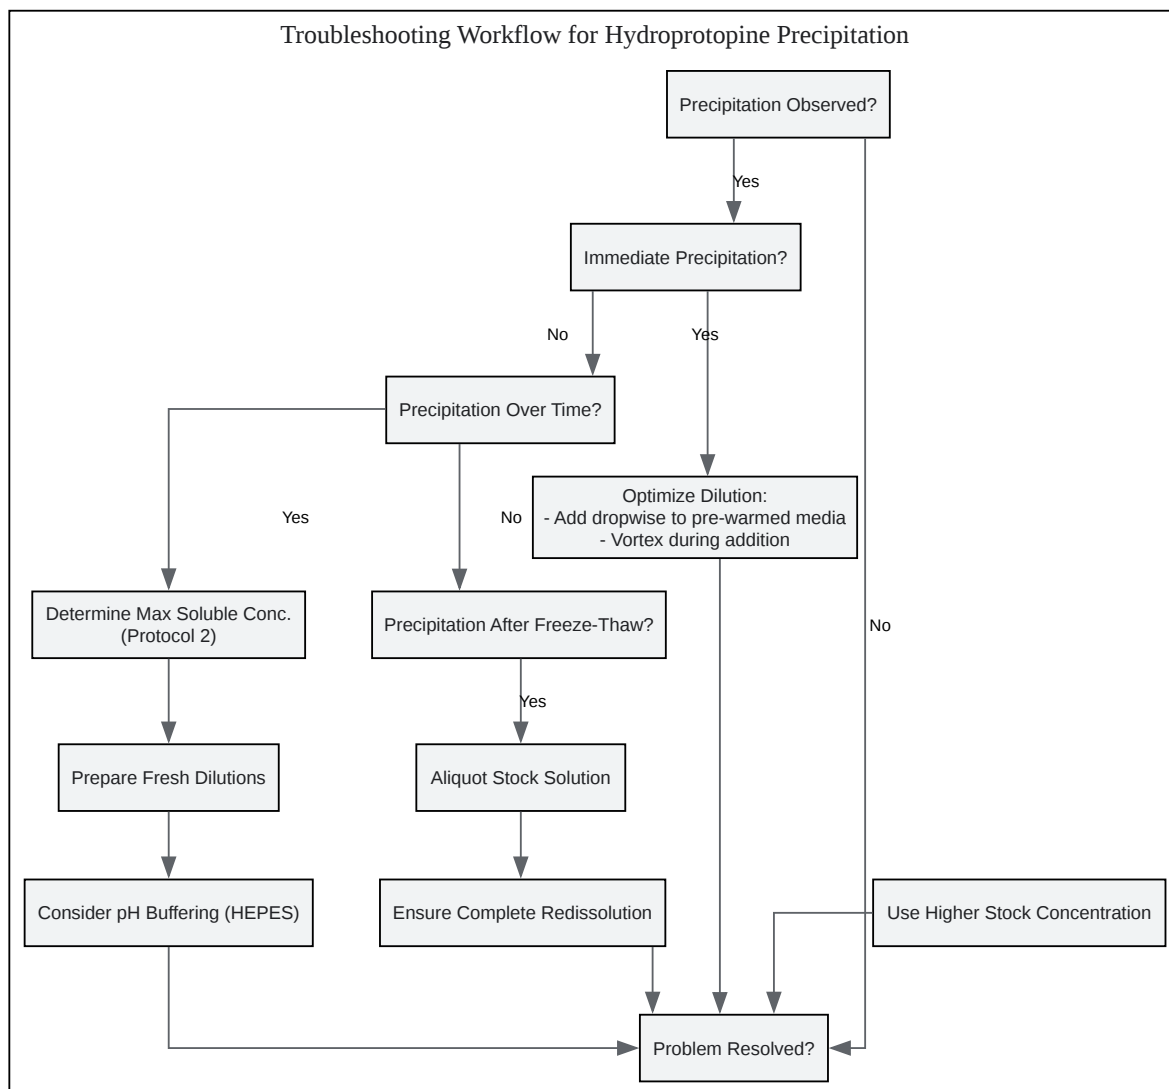 Troubleshooting Workflow for Hydroprotopine Precipitation
Precipitation Observed?
Yes
Immediate Precipitation?
No
Yes
Precipitation Over Time?
Optimize Dilution:
- Add dropwise to pre-warmed media
- Vortex during addition
Yes
No
Determine Max Soluble Conc.
(Protocol 2)
Precipitation After Freeze-Thaw?
No
Yes
Prepare Fresh Dilutions
Aliquot Stock Solution
Consider pH Buffering (HEPES)
Ensure Complete Redissolution
Use Higher Stock Concentration
Problem Resolved?